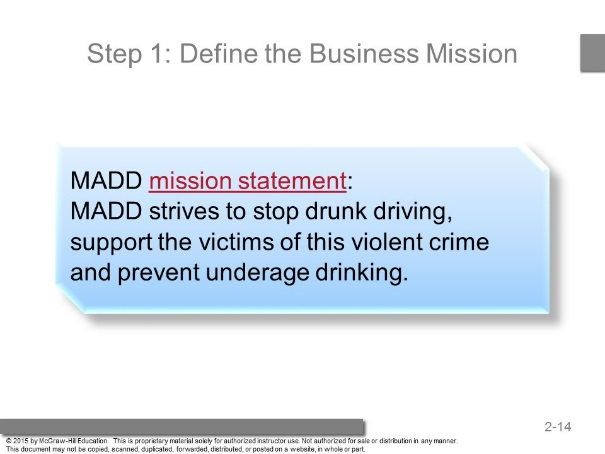 Step 1: Define the Business Mission
MADD mission statement:
MADD strives to stop drunk driving,
support the victims of this violent crime
and prevent underage drinking.
2-14
© 2015 by McGraw-Hill Education. This is proprietary material solely for authorized instructor use. Not authorized for sale or distribution in any manner.
This document may not be copied, scanned, duplicated, forwarded, distributed, or posted on a website, in whole or part.